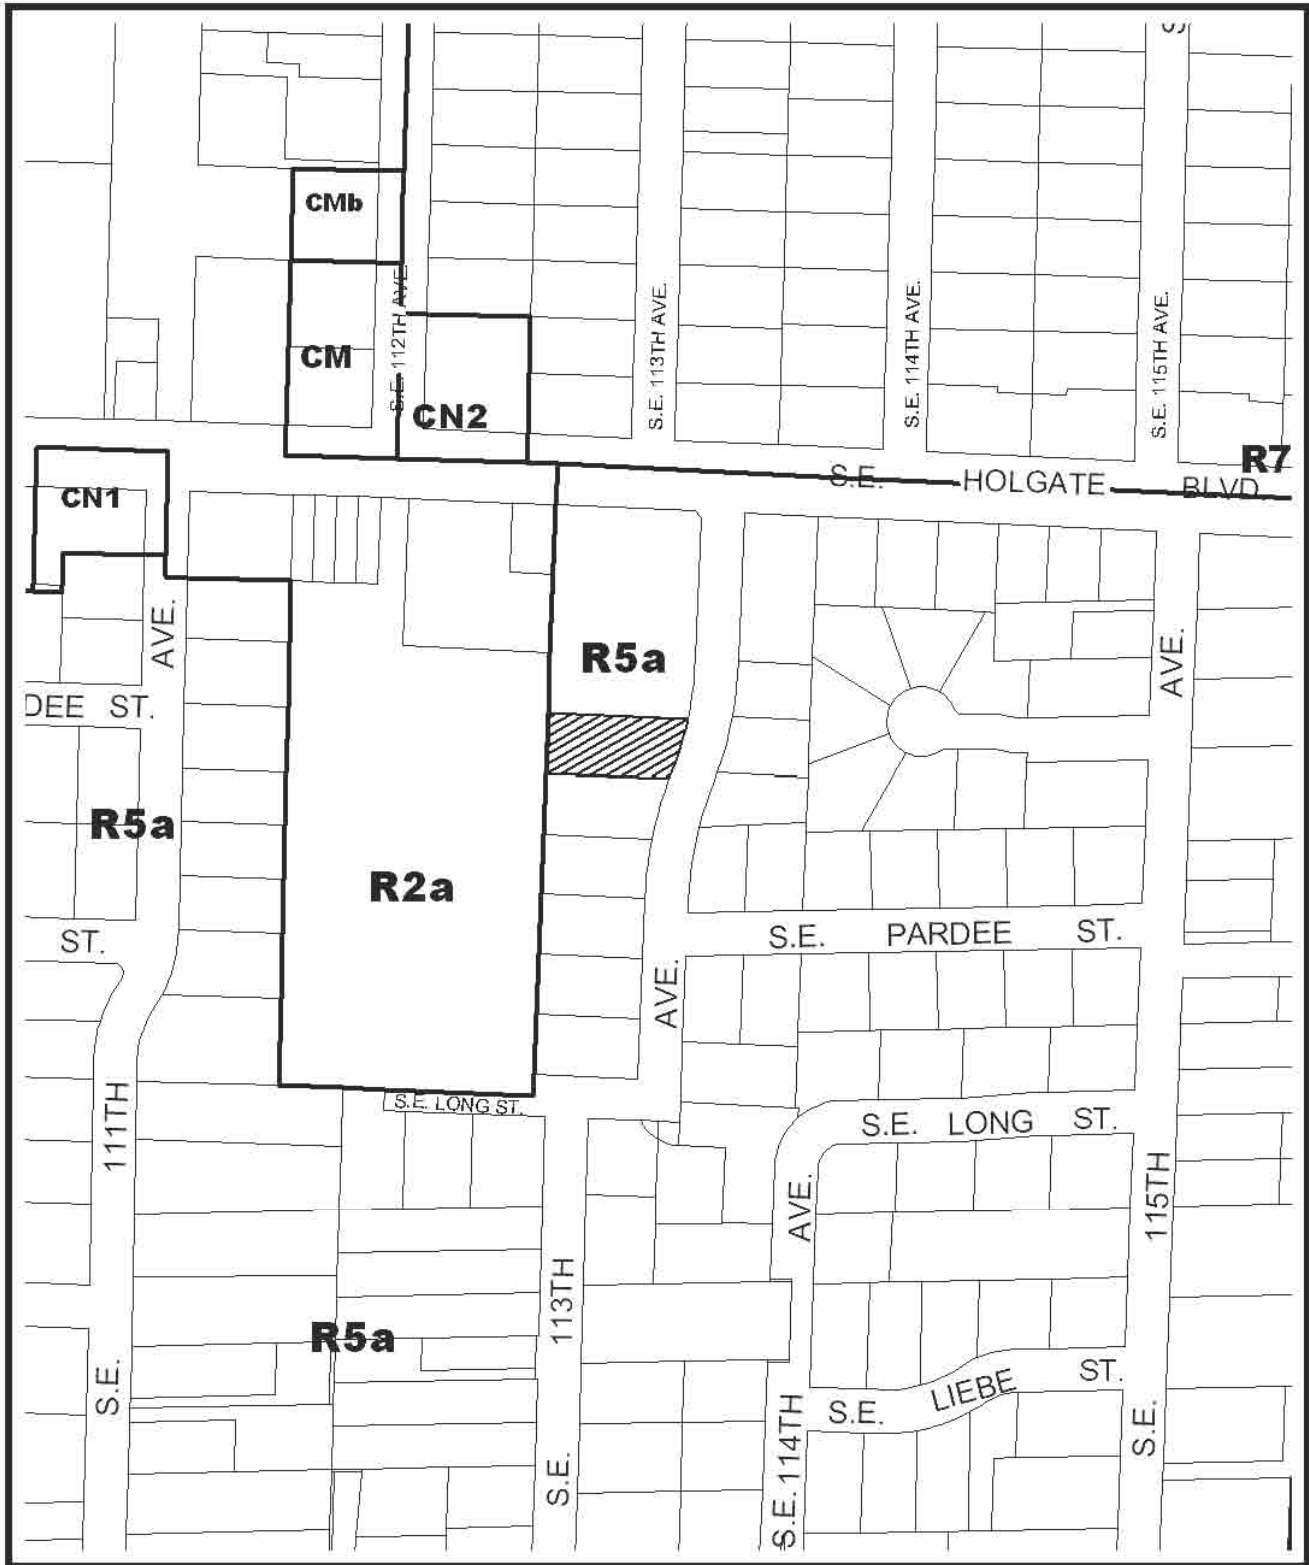 S
CMb
S.E. 112TH AVE.
S.E. 113TH AVE.
S.E. 114TH AVE.
S.E. 115TH AVE.
CM
CN2
R7
S.E. HOLGATE BLVD.
CN1
AVE.
R5a
AVE.
DEE ST.
R5a
R2a
ST.
S.E. PARDEE ST.
AVE.
S.E. LONG ST.
S.E. LONG ST.
111TH
AVE.
115TH
113TH
R5a
S.E.
S.E. LIEBE ST.
S.E. 114TH
S.E.
S.E.